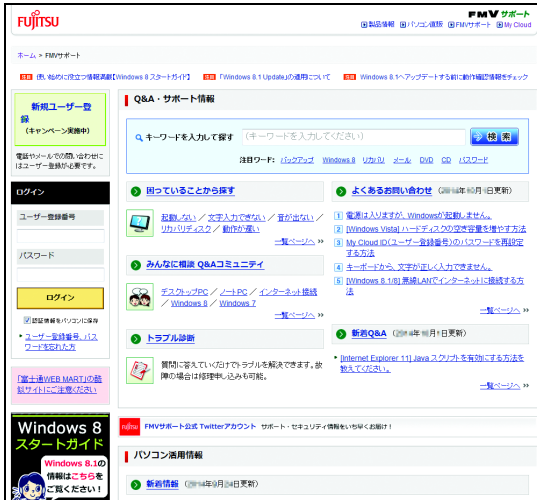 FUJITSU
FMV サポート
製品情報 パソコン直販 FMVサポート My Cloud
ホーム > FMVサポート
注目 使い始めに役立つ情報満載【Windows 8 スタートガイド】 注目 「Windows 8.1 Update」の適用について 注目 Windows 8.1へアップデートする前に動作確認情報をチェック
新規ユーザー登
録
(キャンペーン実施中)
電話やメールでの問い合わせに
はユーザー登録が必要です。
ログイン
ユーザー登録番号
パスワード
ログイン
認証情報をパソコンに保存
ユーザー登録番号、パス
ワードを忘れた方
「富士通WEB MART」の酷
似サイトにご注意ください
Windows 8
スタートガイド
Windows 8.1の
情報はこちらを
ご覧ください!
Q&A・サポート情報
キーワードを入力して探す (キーワードを入力してください) 検索
注目ワード: バックアップ Windows 8 リカバリ メール DVD CD パスワード
困っていることから探す
起動しない / 文字入力できない / 音が出ない /
リカバリディスク / 動作が遅い
一覧ページへ »
みんなに相談 Q&Aコミュニティ
デスクトップPC / ノートPC / インターネット接続
/ Windows 8 / Windows 7
一覧ページへ »
トラブル診断
質問に答えていくだけでトラブルを解決できます。故
障の場合は修理申し込みも可能。
よくあるお問い合わせ 年 月 日更新)
1 電源は入りますが、Windowsが起動しません。
2 [Windows Vista] ハードディスクの空き容量を増やす方法
3 My Cloud ID(ユーザー登録番号)のパスワードを再設定
する方法
4 キーボードから、文字が正しく入力できません。
5 [Windows 8.1/8] 無線LANでインターネットに接続する方
法
一覧ページへ »
新着Q&A 年 月 日更新)
[Internet Explorer 11] Java スクリプトを有効にする方法を
教えてください。
一覧ページへ »
FUJITSU FMVサポート公式 Twitterアカウント サポート・セキュリティ情報をいち早くお届け!
パソコン活用情報
新着情報 年 月 日更新)